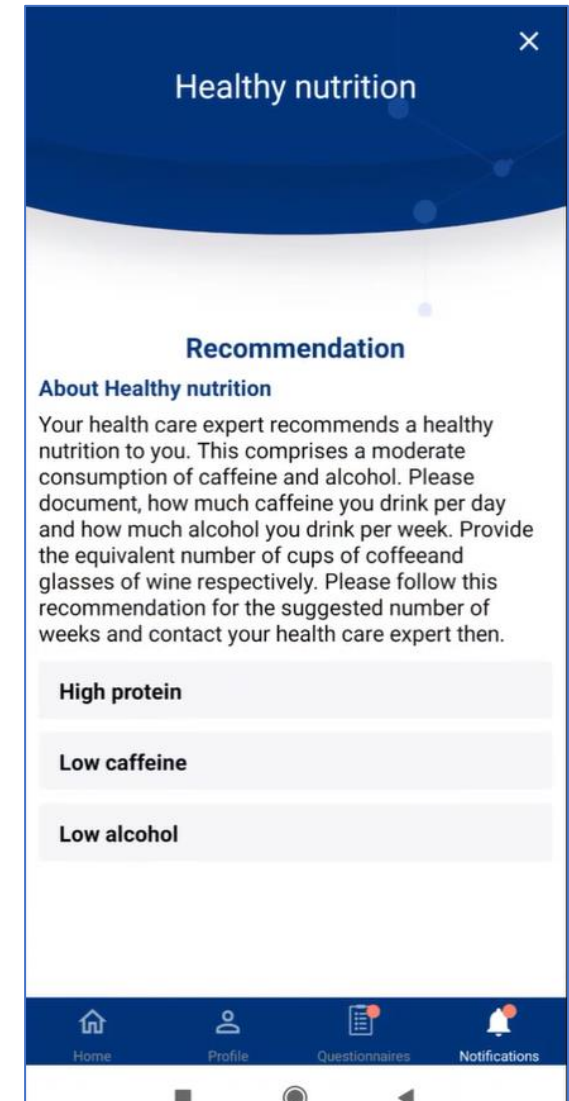 Healthy nutrition
Recommendation
About Healthy nutrition
Your health care expert recommends a healthy
nutrition to you. This comprises a moderate
consumption of caffeine and alcohol. Please
document, how much caffeine you drink per day
and how much alcohol you drink per week. Provide
the equivalent number of cups of coffeeand
glasses of wine respectively. Please follow this
recommendation for the suggested number of
weeks and contact your health care expert then.
High protein
Low caffeine
Low alcohol
Home Profile Questionnaires Notifications